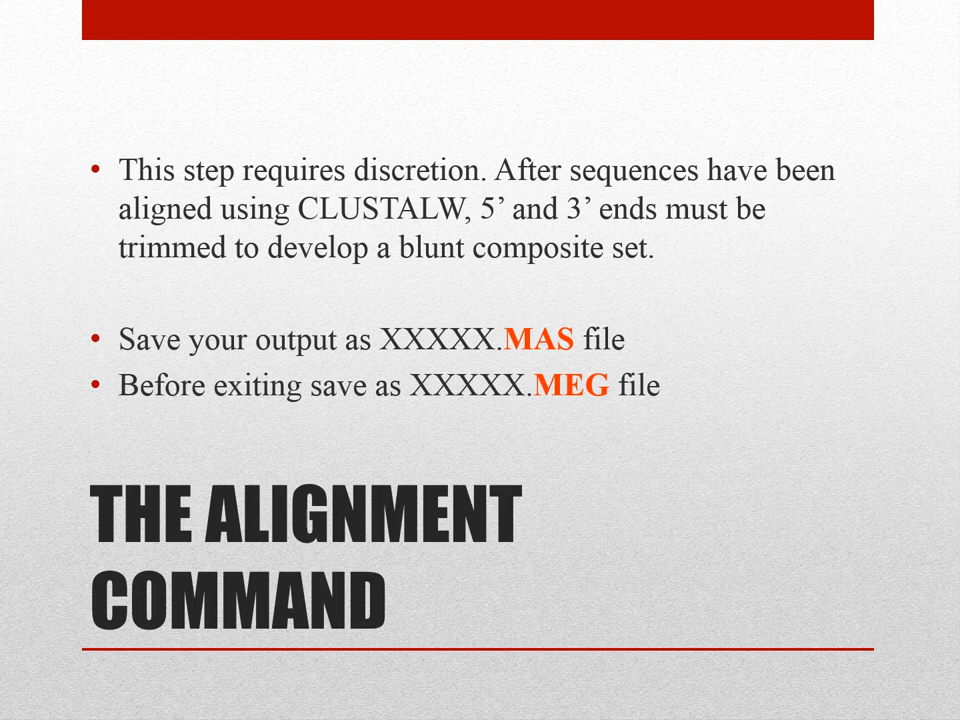 • This step requires discretion. After sequences have been
aligned using CLUSTALW, 5’ and 3’ ends must be
trimmed to develop a blunt composite set.
• Save your output as XXXXX.MAS file
• Before exiting save as XXXXX.MEG file
THE ALIGNMENT
COMMAND